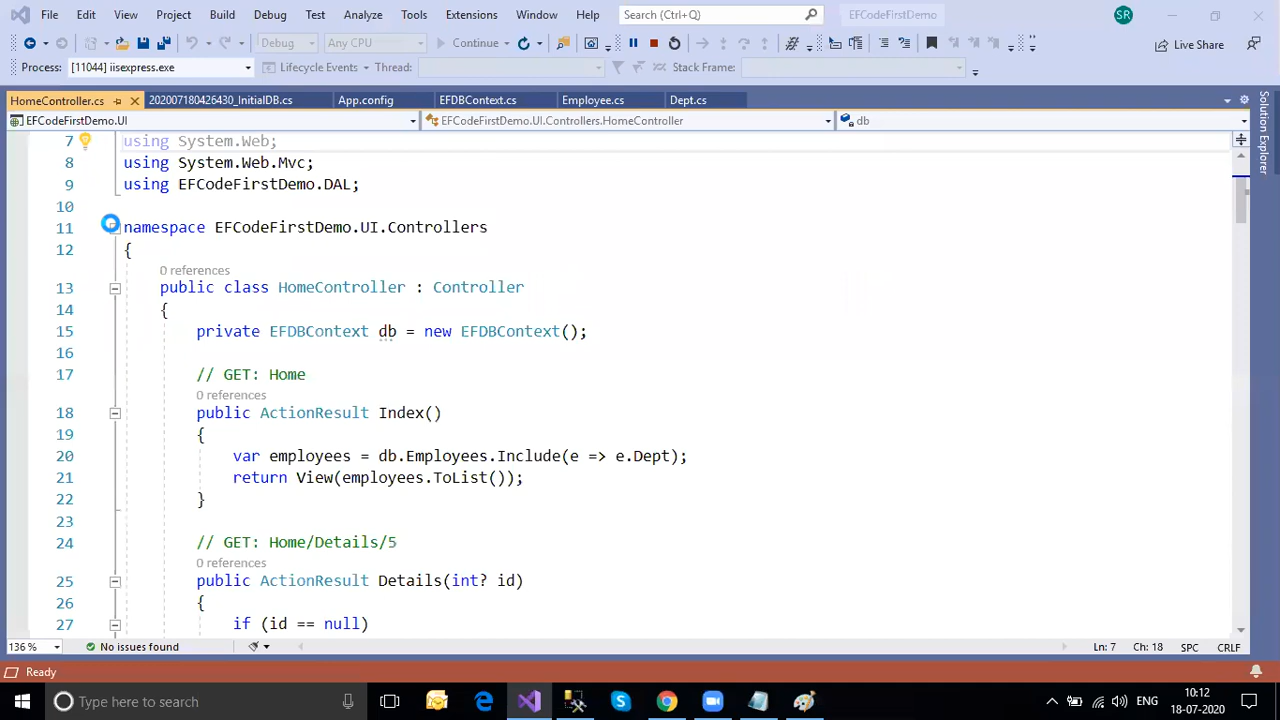 File Edit View Project Build Debug Test Analyze Tools Extensions Window Help Search (Ctrl+Q) EFCodeFirstDemo SR
Debug Any CPU Continue Live Share
Process: [11044] iisexpress.exe Lifecycle Events Thread: Stack Frame:
HomeController.cs 202007180426430_InitialDB.cs App.config EFDBContext.cs Employee.cs Dept.cs
EFCodeFirstDemo.UI EFCodeFirstDemo.UI.Controllers.HomeController db
Solution Explorer
7 using System.Web;
8 using System.Web.Mvc;
9 using EFCodeFirstDemo.DAL;
10
11 namespace EFCodeFirstDemo.UI.Controllers
12 {
0 references
13 public class HomeController : Controller
14 {
15 private EFDBContext db = new EFDBContext();
16
17 // GET: Home
0 references
18 public ActionResult Index()
19 {
20 var employees = db.Employees.Include(e => e.Dept);
21 return View(employees.ToList());
22 }
23
24 // GET: Home/Details/5
0 references
25 public ActionResult Details(int? id)
26 {
27 if (id == null)
136 % No issues found Ln: 7 Ch: 18 SPC CRLF
Ready
Type here to search ENG 10:12
18-07-2020